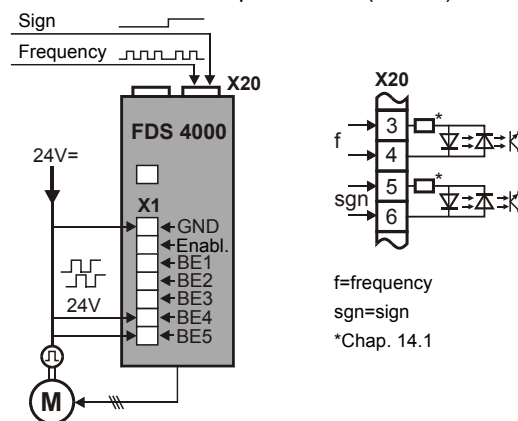 Sign
Frequency
X20
FDS 4000
24V=
X1
GND
Enabl.
BE1
BE2
BE3
BE4
BE5
24V
M
X20
3
*
f
4
5
*
sgn
6
f=frequency
sgn=sign
*Chap. 14.1